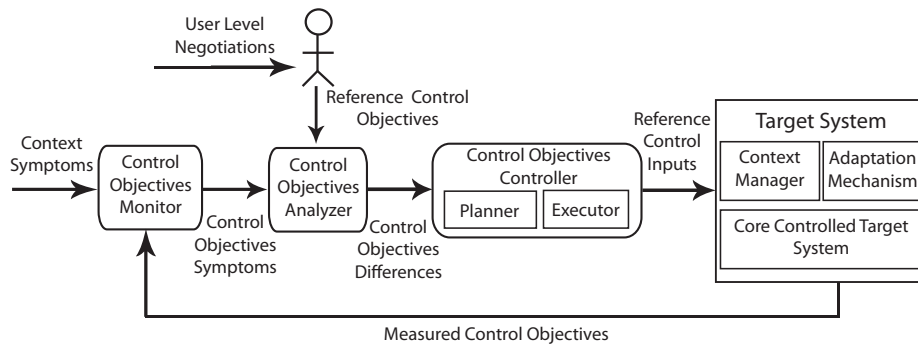 User Level
Negotiations
Reference Control
Objectives
Context
Symptoms
Control
Objectives
Monitor
Control
Objectives
Symptoms
Control
Objectives
Analyzer
Control
Objectives
Differences
Control Objectives
Controller
Planner
Executor
Reference
Control
Inputs
Target System
Context
Manager
Adaptation
Mechanism
Core Controlled Target
System
Measured Control Objectives